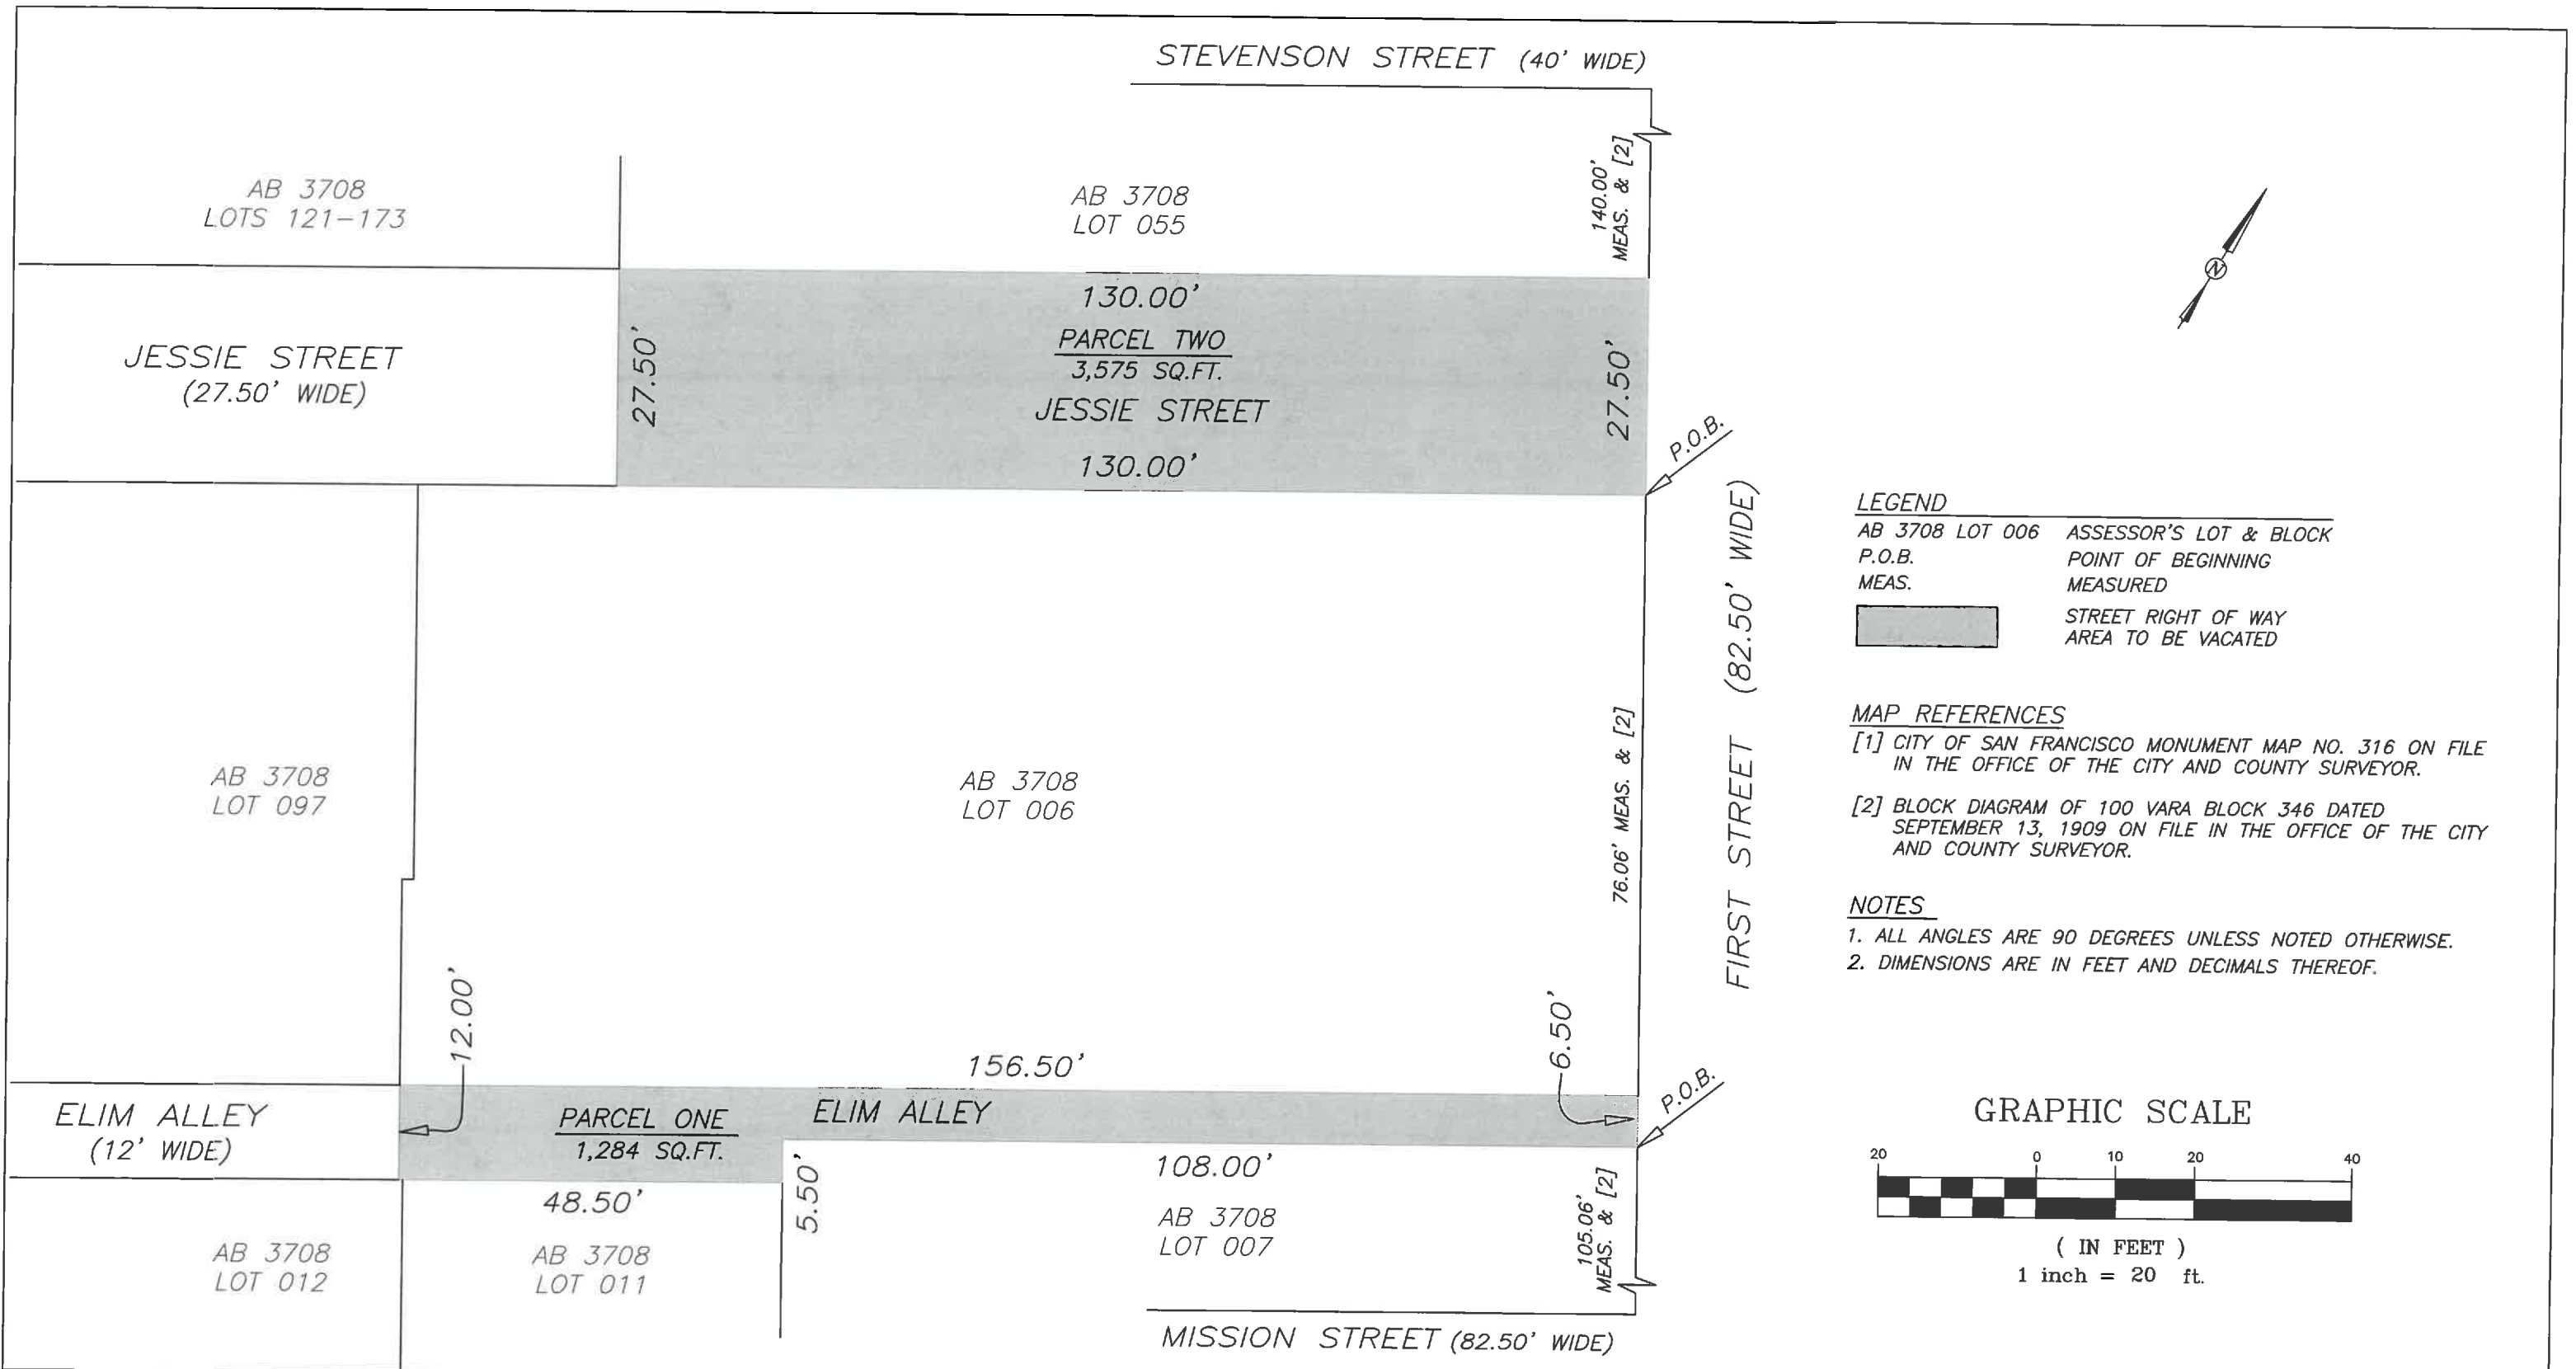 STEVENSON STREET (40' WIDE)
AB 3708
LOTS 121-173
AB 3708
LOT 055
140.00'
MEAS. & [2]
N
JESSIE STREET
(27.50' WIDE)
27.50'
130.00'
PARCEL TWO
3,575 SQ.FT.
JESSIE STREET
130.00'
27.50'
P.O.B.
FIRST STREET (82.50' WIDE)
AB 3708
LOT 097
AB 3708
LOT 006
76.06' MEAS. & [2]
12.00'
156.50'
6.50'
P.O.B.
ELIM ALLEY
(12' WIDE)
PARCEL ONE
1,284 SQ.FT.
ELIM ALLEY
48.50'
5.50'
108.00'
AB 3708
LOT 012
AB 3708
LOT 011
AB 3708
LOT 007
105.06'
MEAS. & [2]
MISSION STREET (82.50' WIDE)
LEGEND
AB 3708 LOT 006 ASSESSOR'S LOT & BLOCK
P.O.B. POINT OF BEGINNING
MEAS. MEASURED
STREET RIGHT OF WAY
AREA TO BE VACATED
MAP REFERENCES
[1] CITY OF SAN FRANCISCO MONUMENT MAP NO. 316 ON FILE
IN THE OFFICE OF THE CITY AND COUNTY SURVEYOR.
[2] BLOCK DIAGRAM OF 100 VARA BLOCK 346 DATED
SEPTEMBER 13, 1909 ON FILE IN THE OFFICE OF THE CITY
AND COUNTY SURVEYOR.
NOTES
1. ALL ANGLES ARE 90 DEGREES UNLESS NOTED OTHERWISE.
2. DIMENSIONS ARE IN FEET AND DECIMALS THEREOF.
GRAPHIC SCALE
20 0 10 20 40
( IN FEET )
1 inch = 20 ft.